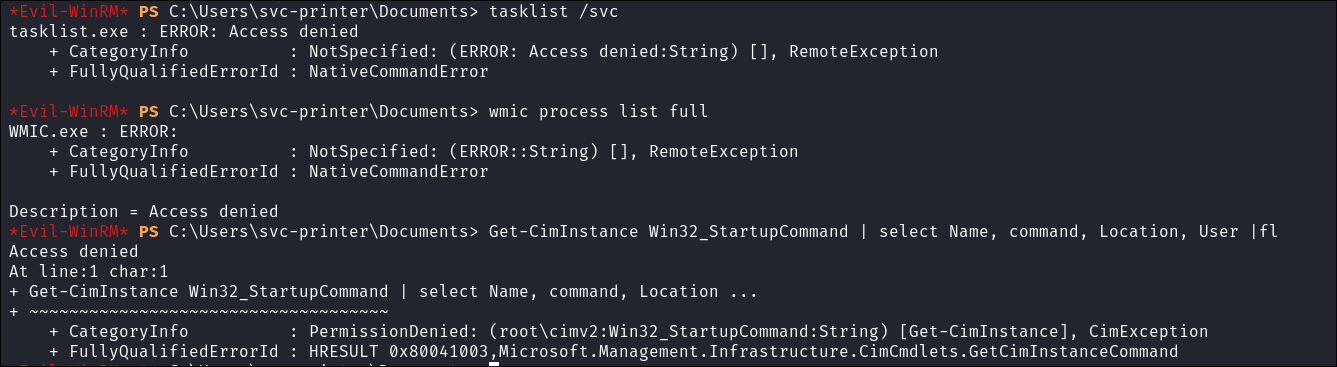 *Evil-WinRM* PS C:\Users\svc-printer\Documents> tasklist /svc
tasklist.exe : ERROR: Access denied
    + CategoryInfo          : NotSpecified: (ERROR: Access denied:String) [], RemoteException
    + FullyQualifiedErrorId : NativeCommandError
*Evil-WinRM* PS C:\Users\svc-printer\Documents> wmic process list full
WMIC.exe : ERROR:
    + CategoryInfo          : NotSpecified: (ERROR::String) [], RemoteException
    + FullyQualifiedErrorId : NativeCommandError
Description = Access denied
*Evil-WinRM* PS C:\Users\svc-printer\Documents> Get-CimInstance Win32_StartupCommand | select Name, command, Location, User |fl
Access denied
At line:1 char:1
+ Get-CimInstance Win32_StartupCommand | select Name, command, Location ...
+ ~~~~~~~~~~~~~~~~~~~~~~~~~~~~~~~~~~~~
    + CategoryInfo          : PermissionDenied: (root\cimv2:Win32_StartupCommand:String) [Get-CimInstance], CimException
    + FullyQualifiedErrorId : HRESULT 0x80041003,Microsoft.Management.Infrastructure.CimCmdlets.GetCimInstanceCommand